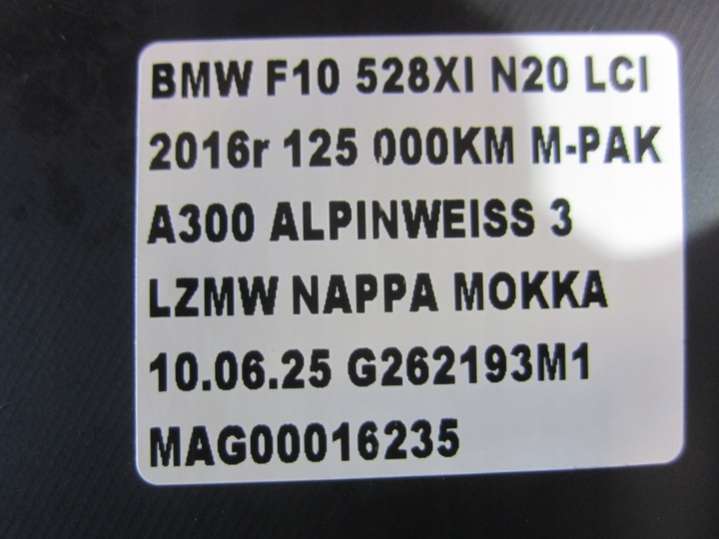 BMW F10 528XI N20 LCI
2016r 125 000KM M-PAK
A300 ALPINWEISS 3
LZMW NAPPA MOKKA
10.06.25 G262193M1
MAG00016235